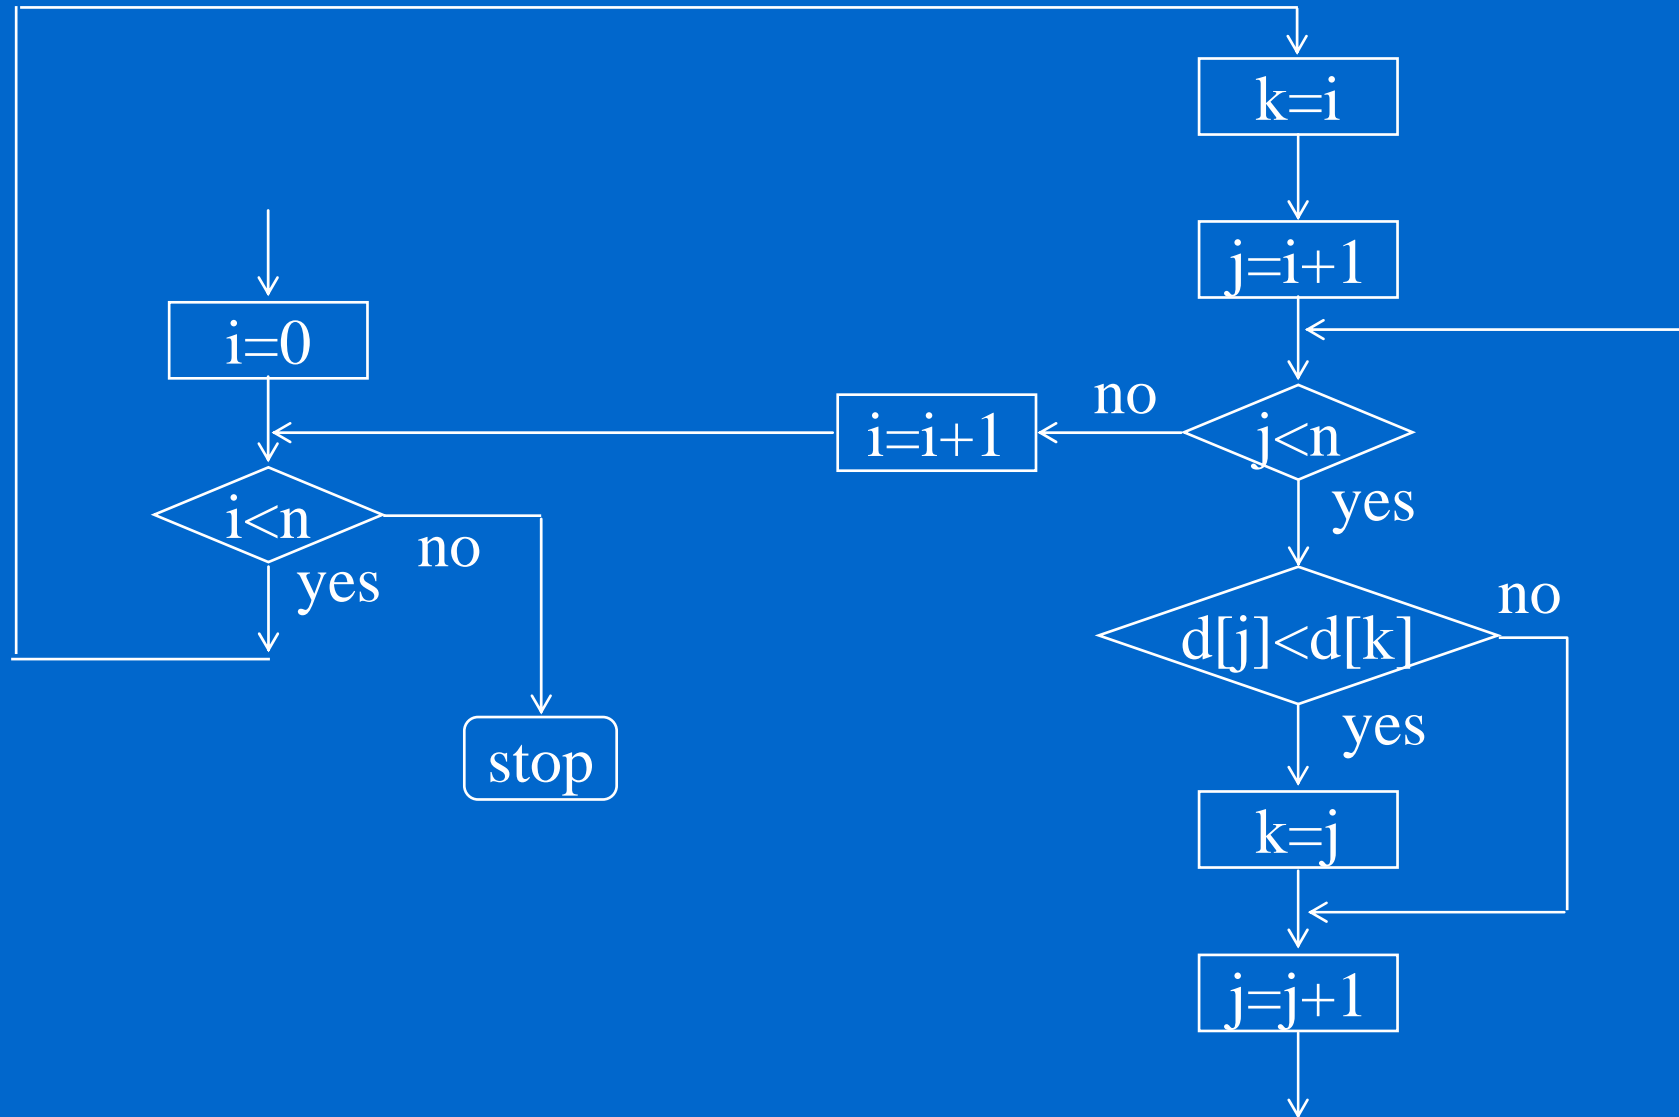 k=i
j=i+1
i=0
no
i=i+1
j<n
i<n
no
yes
yes
no
d[j]<d[k]
yes
stop
k=j
j=j+1